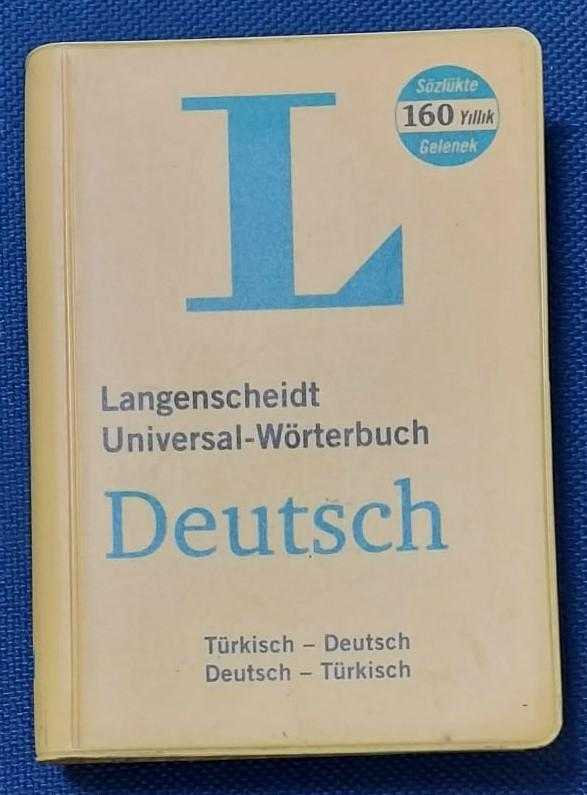 L
Sözlükte
160 Yıllık
Gelenek
Langenscheidt
Universal-Wörterbuch
Deutsch
Türkisch – Deutsch
Deutsch – Türkisch